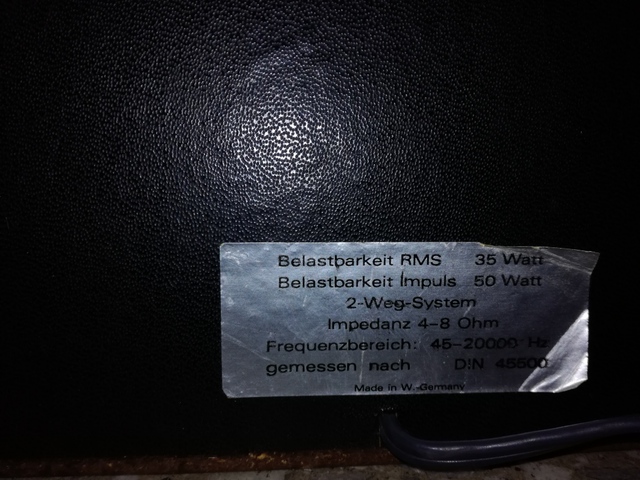 Belastbarkeit RMS 35 Watt
Belastbarkeit Impuls 50 Watt
2-Weg-System
Impedanz 4-8 Ohm
Frequenzbereich: 45-20000 Hz
gemessen nach DIN 45500
Made in W.-Germany